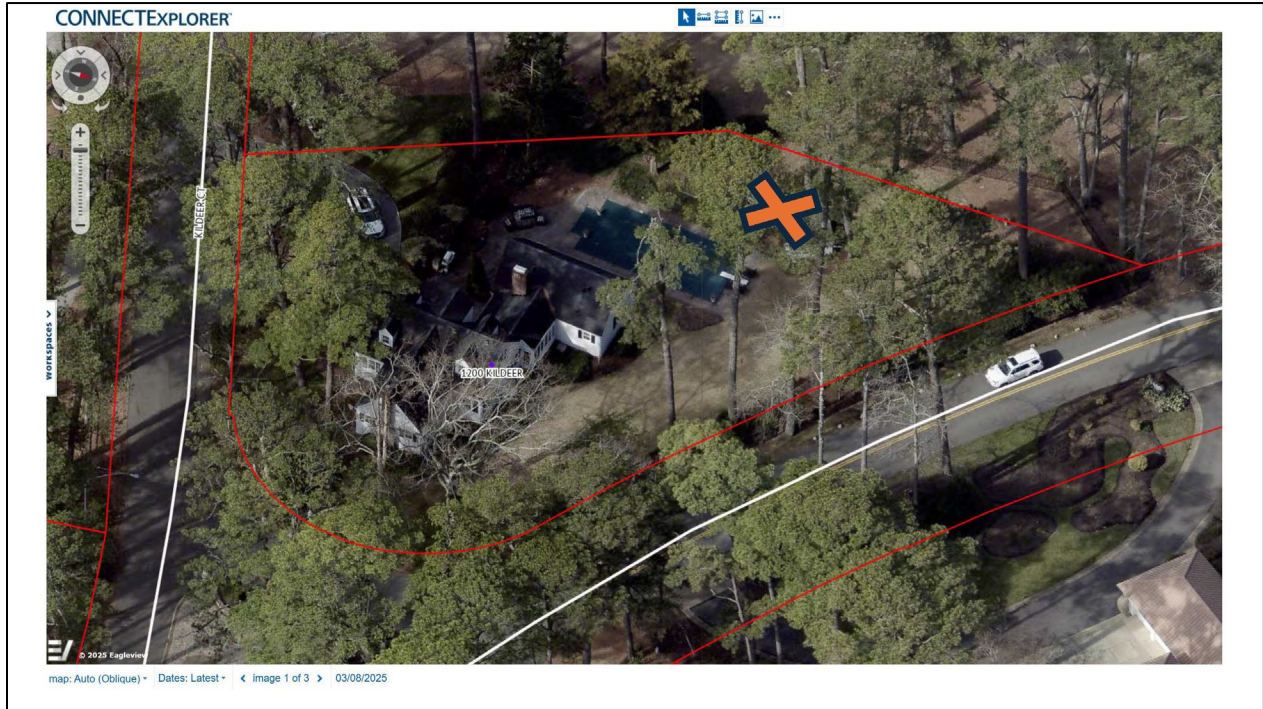 CONNECTEXPLORER™
KILDEER CT
1200 KILDEER
workspaces
© 2025 Eagleview
map: Auto (Oblique) Dates: Latest image 1 of 3 03/08/2025